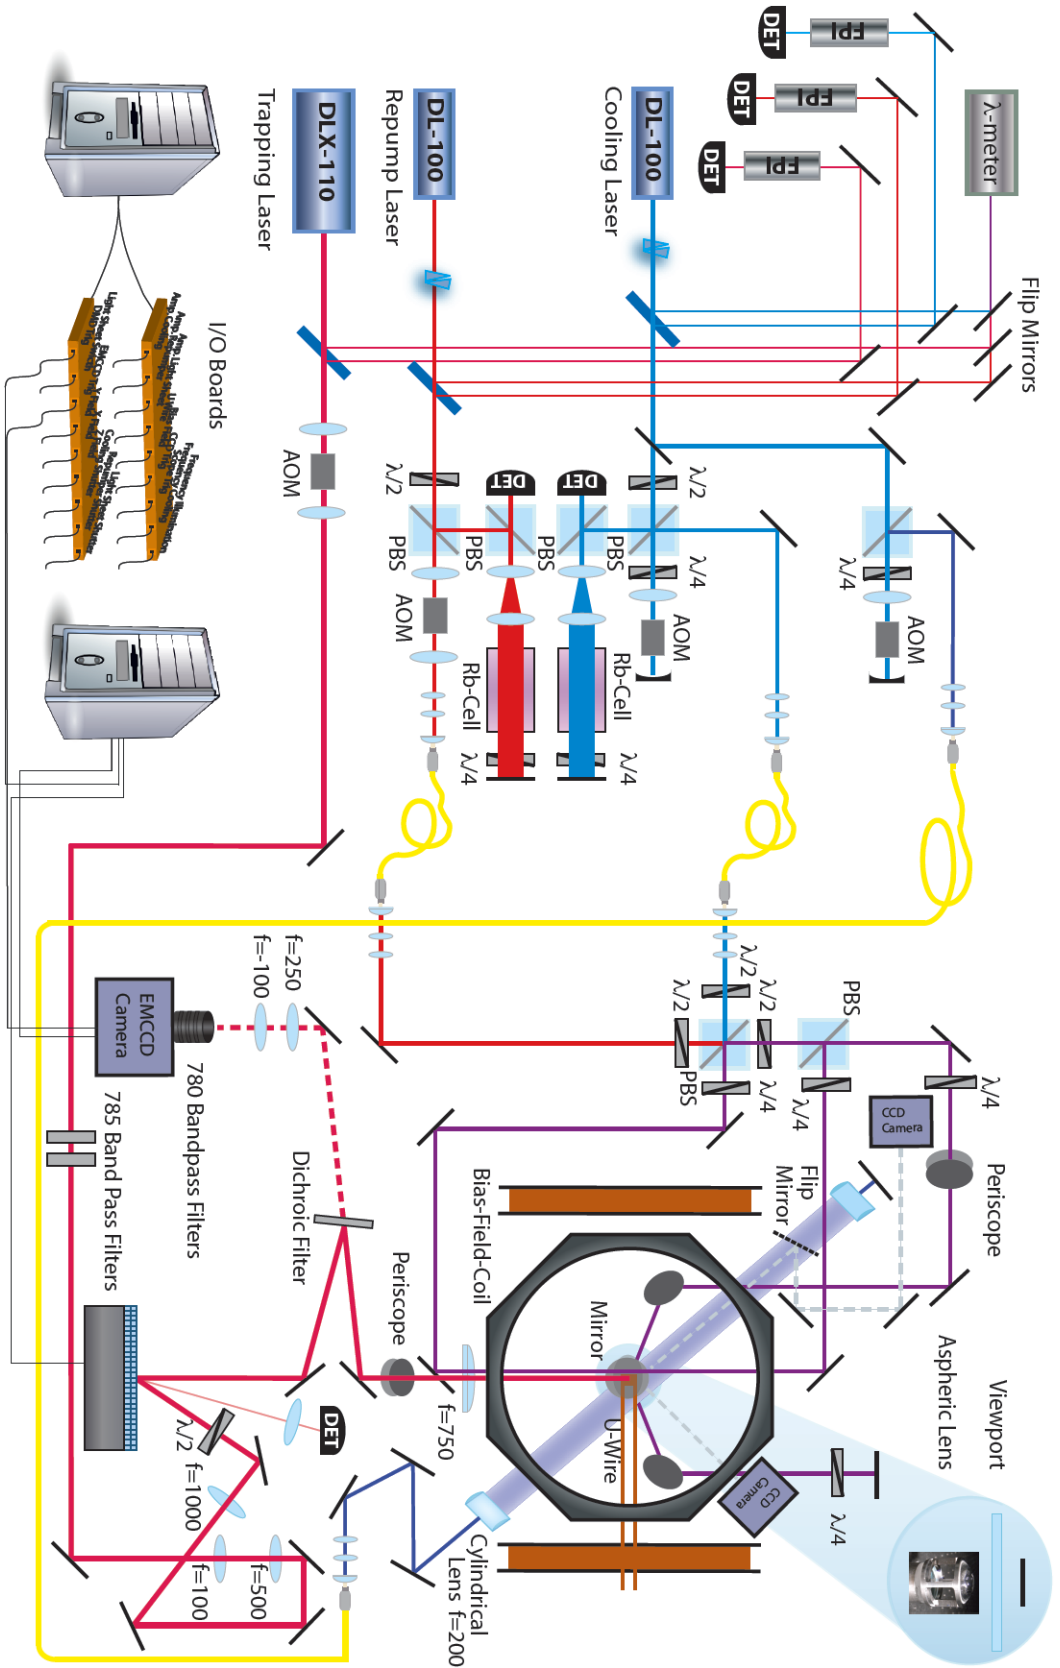 λ-meter
Flip Mirrors
FPI
DET
FPI
DET
FPI
DET
DL-100
Cooling Laser
DL-100
Repump Laser
DLX-110
Trapping Laser
I/O Boards
λ/2
λ/4
AOM
λ/4
AOM
PBS
DET
Rb-Cell
λ/4
PBS
DET
PBS
Rb-Cell
λ/4
λ/2
PBS
AOM
AOM
λ/2
λ/2
λ/2
PBS
λ/4
PBS
λ/4
λ/4
CCD
Camera
Periscope
Flip
Mirror
Viewport
Aspheric Lens
λ/4
CCD
Camera
Mirror
U-Wire
Bias-Field-Coil
f=750
Periscope
Cylindrical
Lens f=200
Dichroic Filter
f=250
f=-100
EMCCD
Camera
780 Bandpass Filters
785 Band Pass Filters
DET
λ/2
f=1000
f=500
f=100